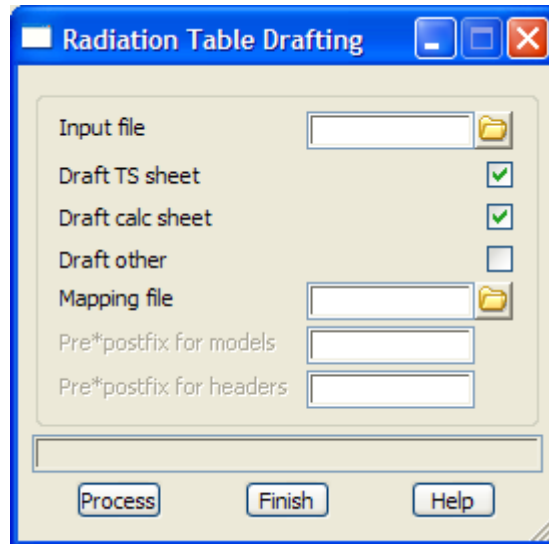 Radiation Table Drafting
Input file
Draft TS sheet
Draft calc sheet
Draft other
Mapping file
Pre*postfix for models
Pre*postfix for headers
Process Finish Help